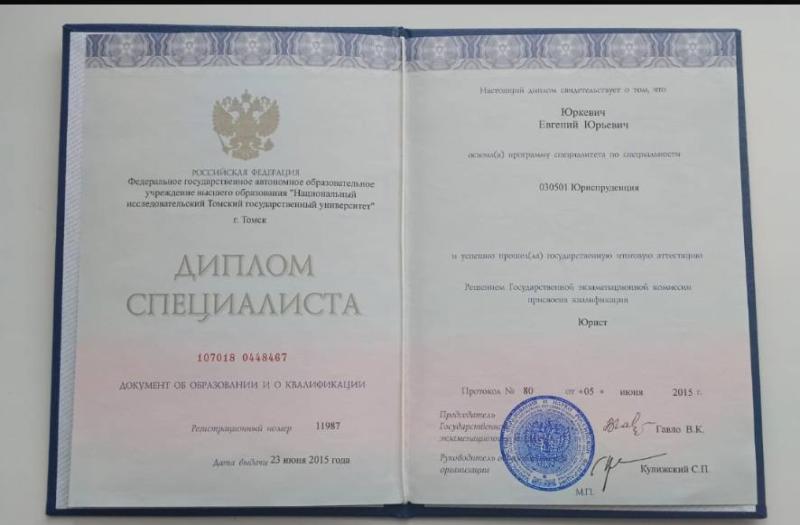 РОССИЙСКАЯ ФЕДЕРАЦИЯ
Федеральное государственное автономное образовательное
учреждение высшего образования "Национальный
исследовательский Томский государственный университет"
г. Томск
ДИПЛОМ
СПЕЦИАЛИСТА
107018 0448467
ДОКУМЕНТ ОБ ОБРАЗОВАНИИ И О КВАЛИФИКАЦИИ
Регистрационный номер 11987
Дата выдачи 23 июня 2015 года
Настоящий диплом свидетельствует о том, что
Юркевич
Евгений Юрьевич
освоил(а) программу специалитета по специальности
030501 Юриспруденция
и успешно прошел(ла) государственную итоговую аттестацию
Решением Государственной экзаменационной комиссии
присвоена квалификация
Юрист
Протокол № 80 от «05» июня 2015 г.
Председатель
Государственной
экзаменационной
Гавло В.К.
Руководитель
организации
Кулижский С.П.
М.П.